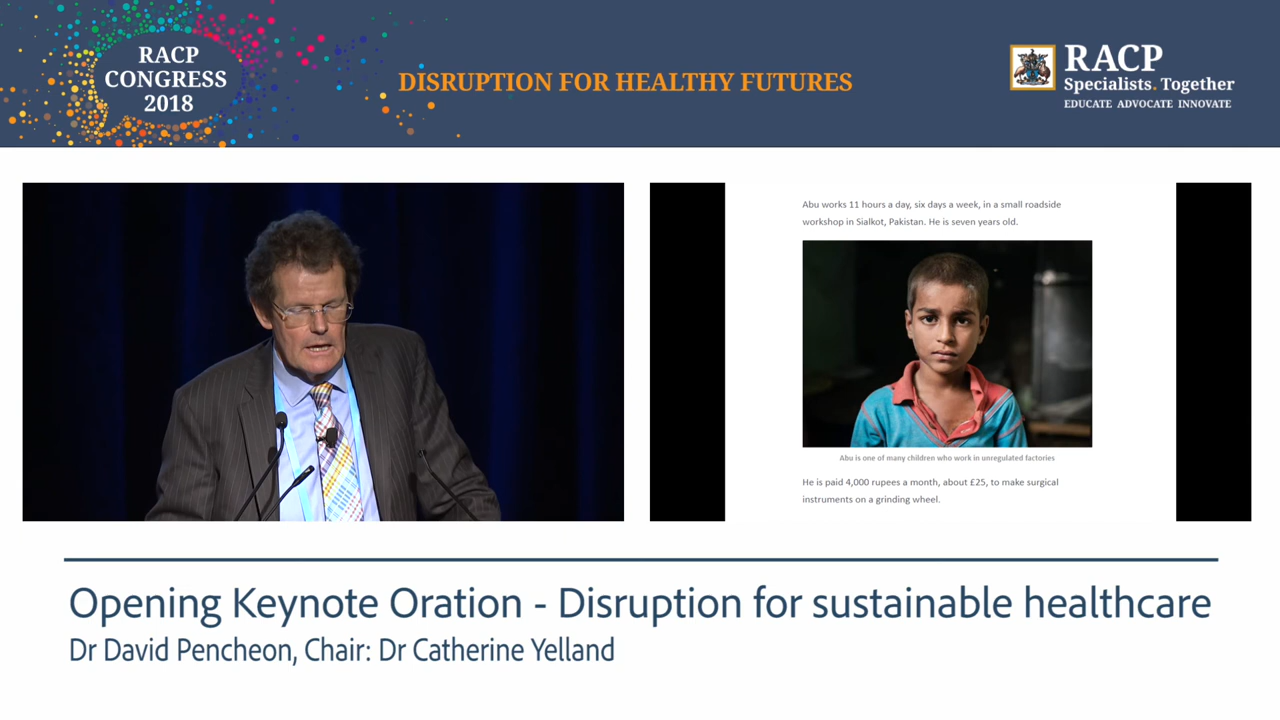 RACP
CONGRESS
2018
DISRUPTION FOR HEALTHY FUTURES
RACP
Specialists. Together
EDUCATE ADVOCATE INNOVATE
Abu works 11 hours a day, six days a week, in a small roadside
workshop in Sialkot, Pakistan. He is seven years old.
Abu is one of many children who work in unregulated factories
He is paid 4,000 rupees a month, about £25, to make surgical
instruments on a grinding wheel.
Opening Keynote Oration - Disruption for sustainable healthcare
Dr David Pencheon, Chair: Dr Catherine Yelland